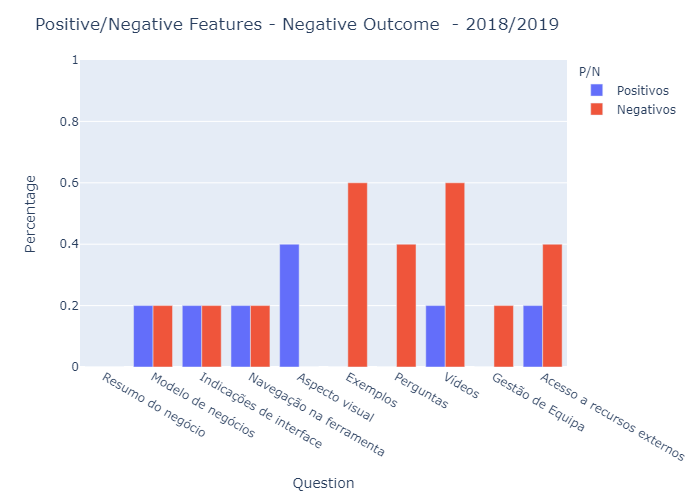 Positive/Negative Features - Negative Outcome  - 2018/2019
P/N
Positivos
Negativos
Percentage
1
0.8
0.6
0.4
0.2
0
Resumo do negócio
Modelo de negócios
Indicações de interface
Navegação na ferramenta
Aspecto visual
Exemplos
Perguntas
Vídeos
Gestão de Equipa
Acesso a recursos externos
Question